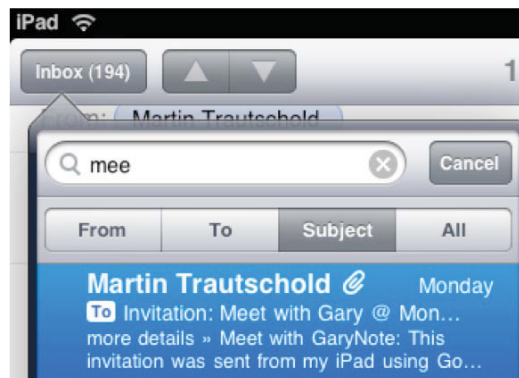 iPad
Inbox (194)
1
From: Martin Trautschold
mee
Cancel
From To Subject All
Martin Trautschold Monday
To Invitation: Meet with Gary @ Mon...
more details » Meet with GaryNote: This
invitation was sent from my iPad using Go...